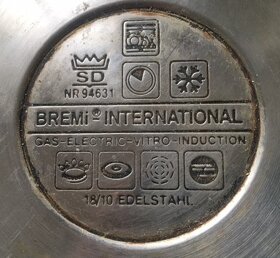 SD
NR 94631
BREMI® INTERNATIONAL
GAS-ELECTRIC-VITRO-INDUCTION
18/10 EDELSTAHL